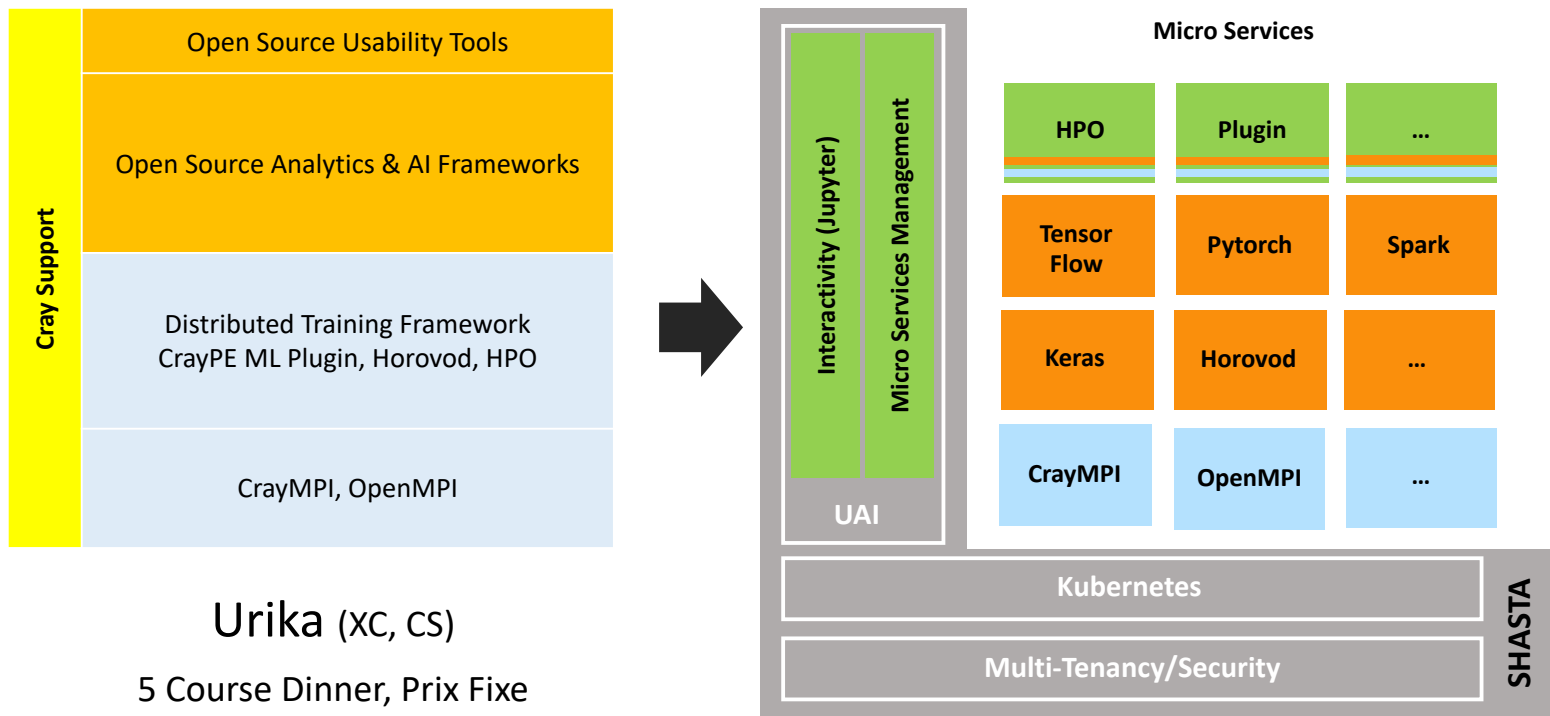 Cray Support
Open Source Usability Tools
Open Source Analytics & AI Frameworks
Distributed Training Framework
CrayPE ML Plugin, Horovod, HPO
CrayMPI, OpenMPI
Urika (XC, CS)
5 Course Dinner, Prix Fixe
Interactivity (Jupyter)
Micro Services Management
UAI
Micro Services
HPO
Plugin
...
Tensor
Flow
Pytorch
Spark
Keras
Horovod
...
CrayMPI
OpenMPI
...
Kubernetes
Multi-Tenancy/Security
SHASTA